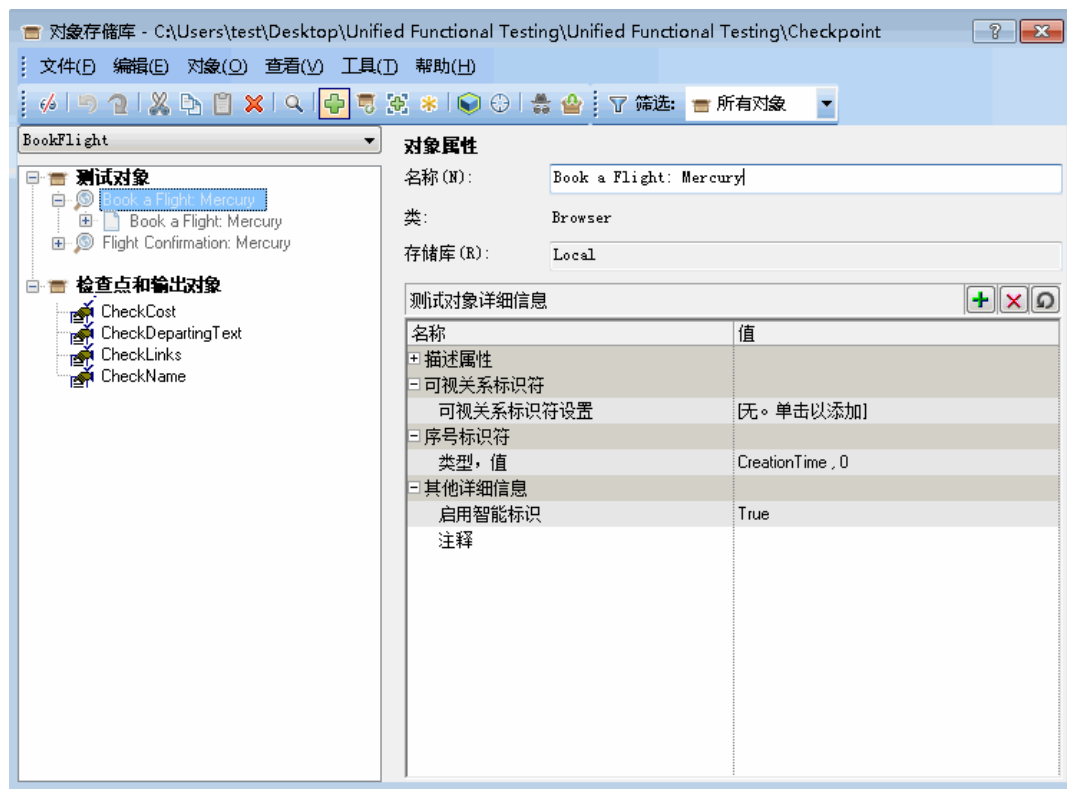 对象存储库 - C:\Users\test\Desktop\Unified Functional Testing\Unified Functional Testing\Checkpoint
文件(F) 编辑(E) 对象(O) 查看(V) 工具(T) 帮助(H)
筛选: 所有对象
BookFlight
测试对象
Book a Flight: Mercury
Book a Flight: Mercury
Flight Confirmation: Mercury
检查点和输出对象
CheckCost
CheckDepartingText
CheckLinks
CheckName
对象属性
名称(N): Book a Flight: Mercury
类: Browser
存储库(R): Local
测试对象详细信息
名称 值
描述属性
可视关系标识符
可视关系标识符设置 [无。单击以添加]
序号标识符
类型，值 CreationTime , 0
其他详细信息
启用智能标识 True
注释